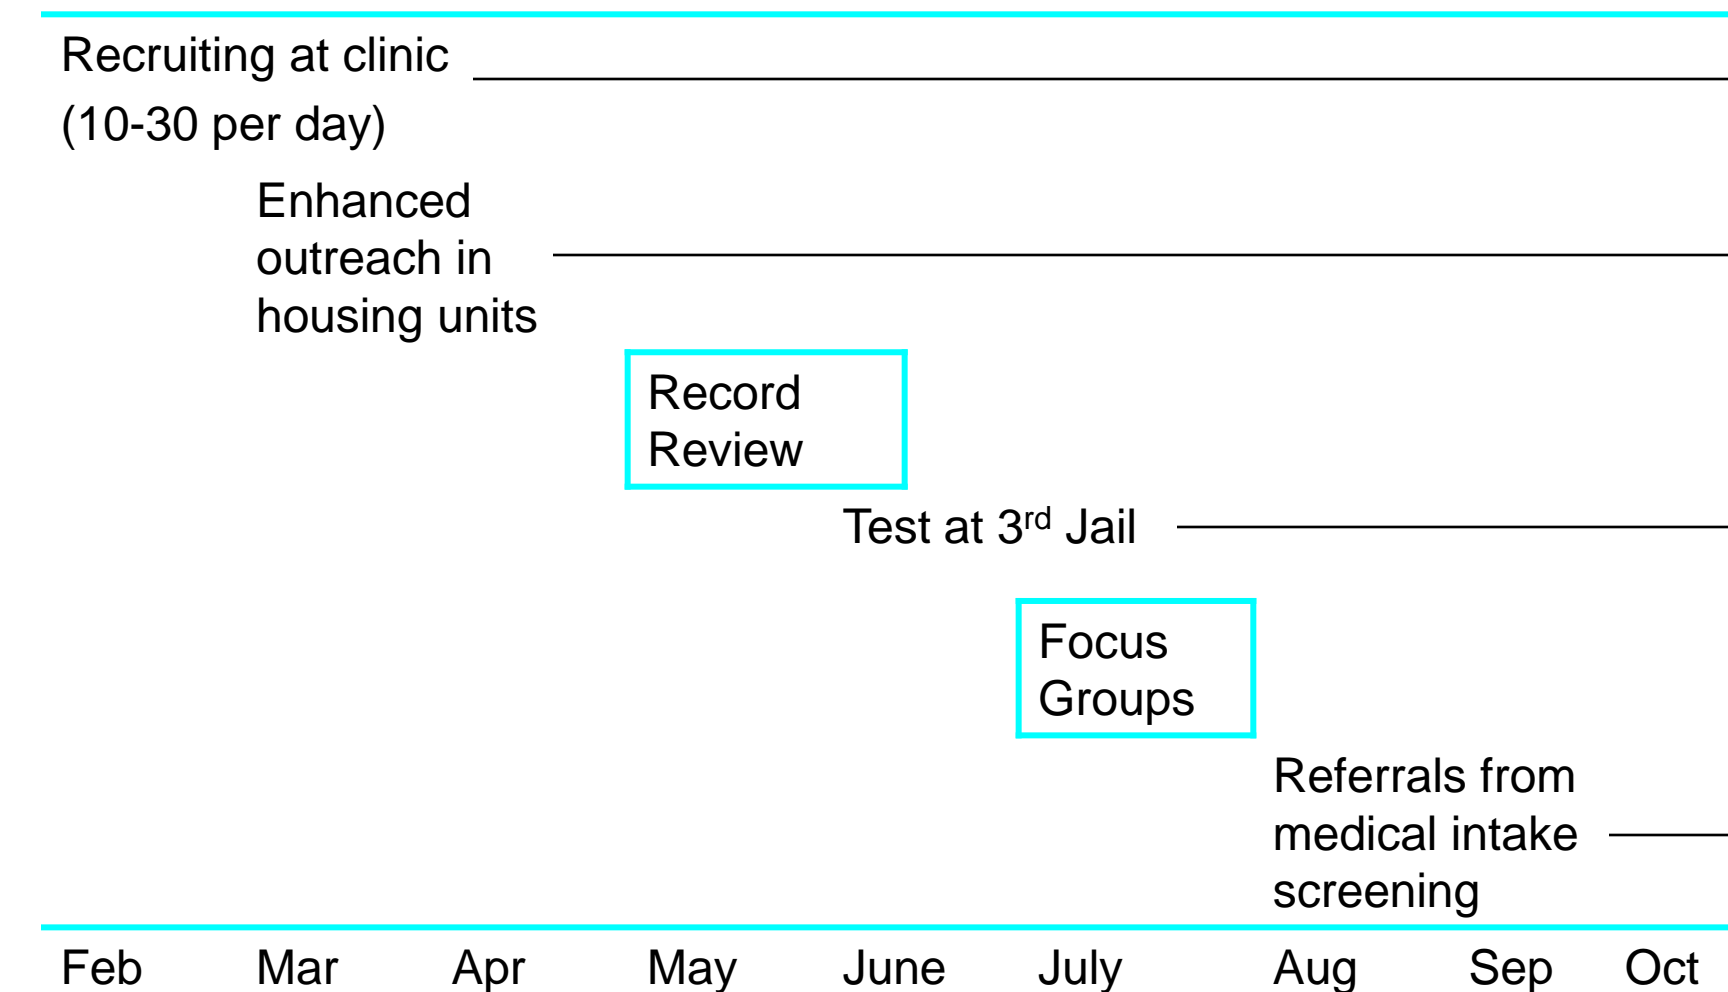 Recruiting at clinic
(10-30 per day)
Enhanced
outreach in
housing units
Record
Review
Test at 3rd Jail
Focus
Groups
Referrals from
medical intake
screening
Feb Mar Apr May June July Aug Sep Oct